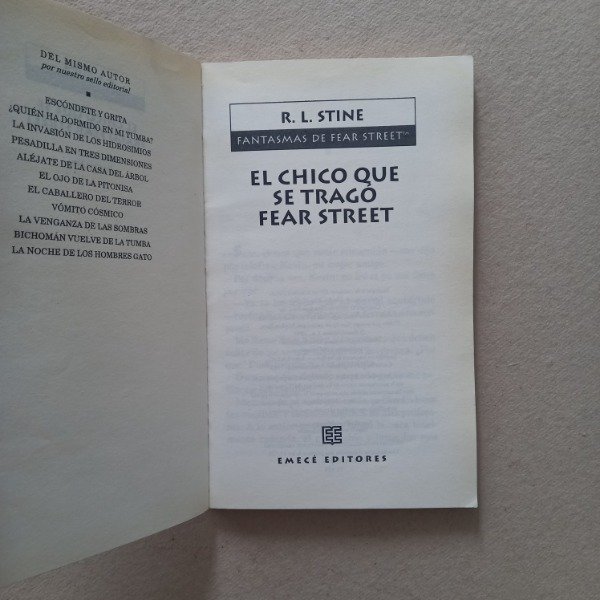 DEL MISMO AUTOR
por nuestro sello editorial
ESCÓNDETE Y GRITA
¿QUIÉN HA DORMIDO EN MI TUMBA?
LA INVASIÓN DE LOS HIDROSIMIOS
PESADILLA EN TRES DIMENSIONES
ALÉJATE DE LA CASA DEL ÁRBOL
EL OJO DE LA PITONISA
EL CABALLERO DEL TERROR
VÓMITO CÓSMICO
LA VENGANZA DE LAS SOMBRAS
BICHOMÁN VUELVE DE LA TUMBA
LA NOCHE DE LOS HOMBRES GATO
R. L. STINE
FANTASMAS DE FEAR STREET™
EL CHICO QUE
SE TRAGÓ
FEAR STREET
EMECÉ EDITORES